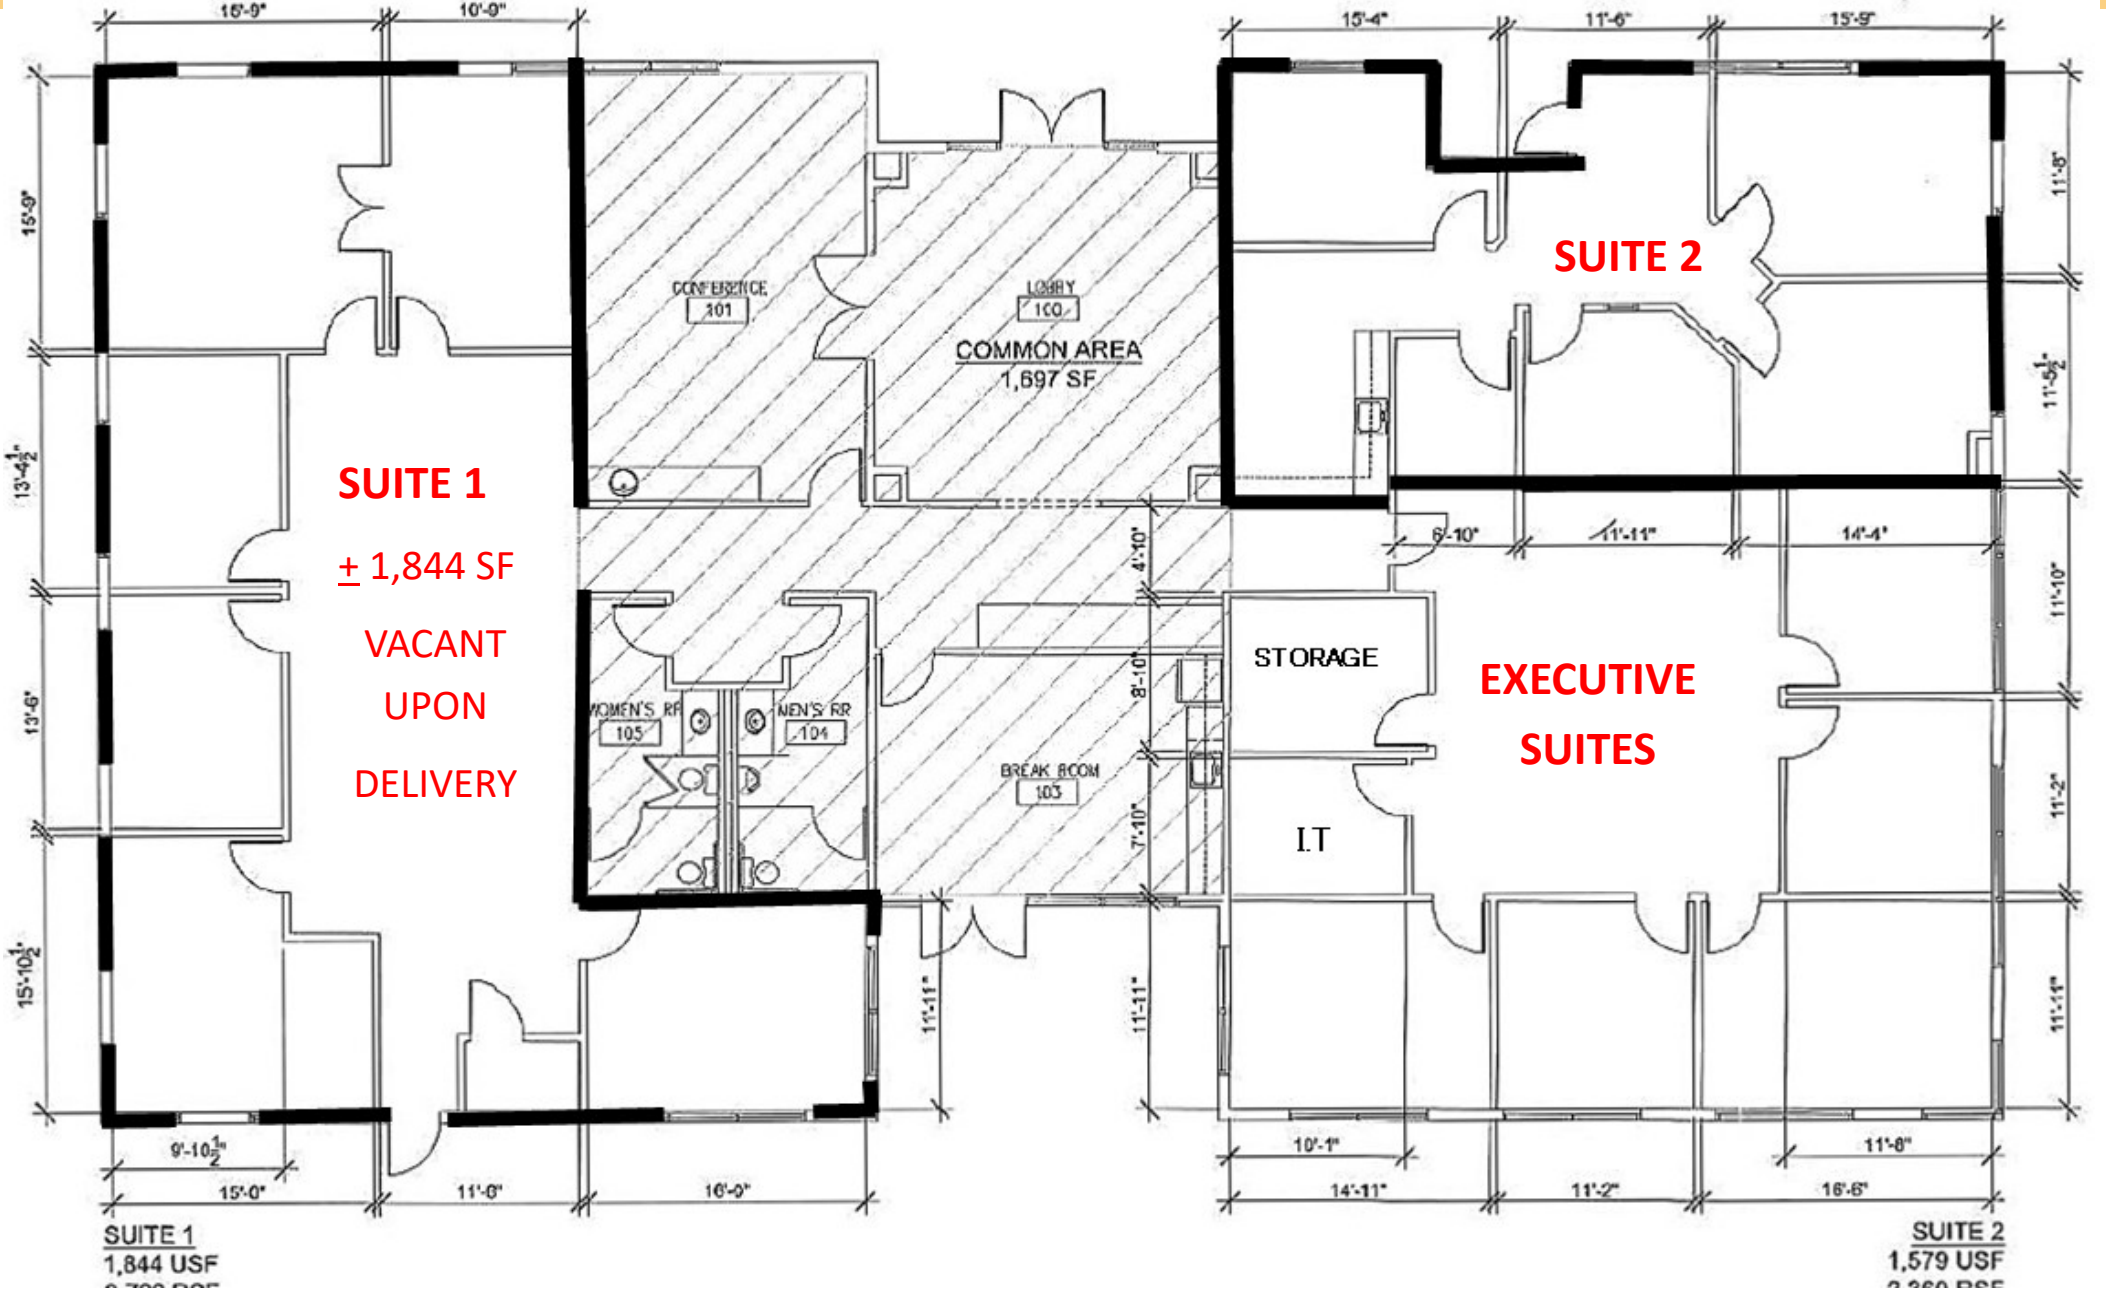 15'-9"
10'-9"
15'-4"
11'-6"
15'-9"
15'-9"
11'-8"
SUITE 2
CONFERENCE
101
LOBBY
100
COMMON AREA
1,697 SF
11'-5½"
13'-4½"
SUITE 1
± 1,844 SF
VACANT
UPON
DELIVERY
4'-10"
6'-10"
11'-11"
14'-4"
11'-10"
STORAGE
8'-10"
EXECUTIVE
SUITES
13'-6"
WOMEN'S RR
105
MEN'S RR
104
BREAK ROOM
103
7'-10"
I.T
11'-2"
15'-10½"
11'-11"
11'-11"
11'-11"
9'-10½"
10'-1"
11'-8"
15'-0"
11'-8"
16'-9"
14'-11"
11'-2"
16'-6"
SUITE 1
1,844 USF
SUITE 2
1,579 USF